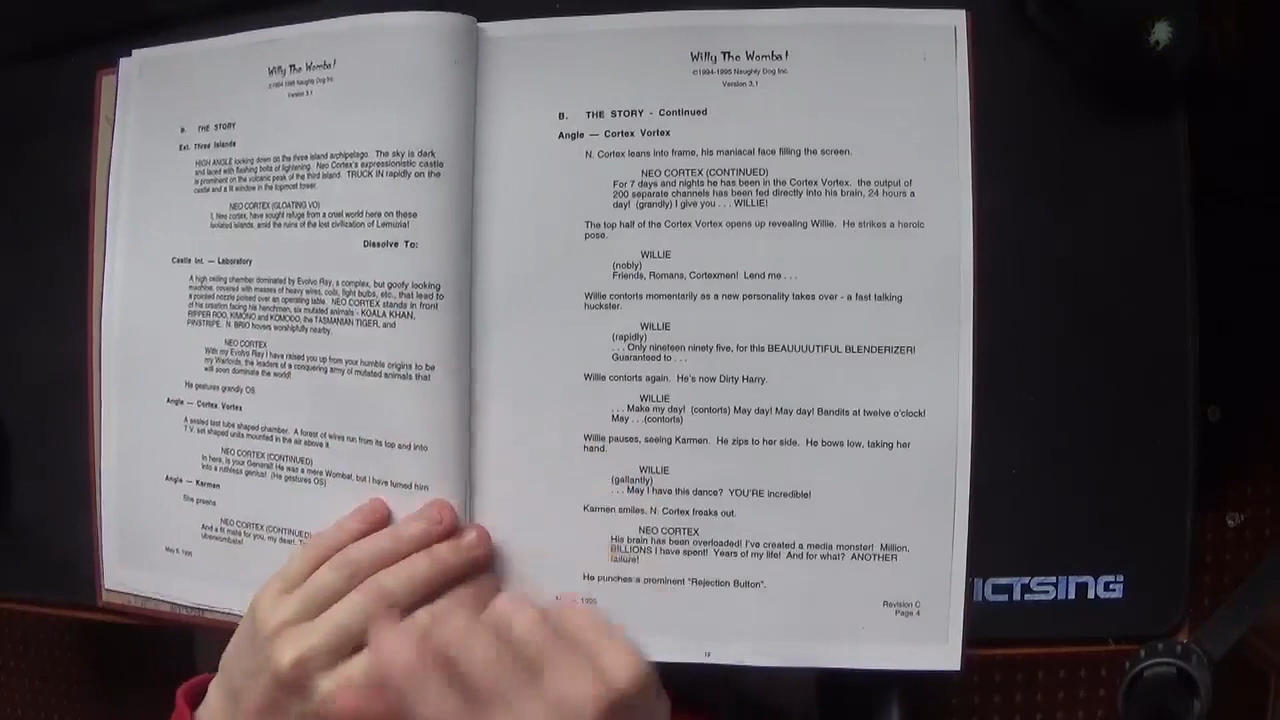 Willy The Wombat
©1994-1995 Naughty Dog Inc.
Version 3.1
B. THE STORY
Ext. Three Islands
HIGH ANGLE looking down on the three island archipelago. The sky is dark
and laced with flashing bolts of lightening. Neo Cortex's expressionistic castle
is prominent on the volcanic peak of the third island. TRUCK IN rapidly on the
castle and a lit window in the topmost tower.
NEO CORTEX (GLOATING VO)
I, Neo cortex, have sought refuge from a cruel world here on these
isolated islands, amid the ruins of the lost civilization of Lemuria!
Dissolve To:
Castle Int. — Laboratory
A high ceiling chamber dominated by Evolvo Ray, a complex, but goofy looking
machine, covered with masses of heavy wires, coils, light bulbs, etc., that lead to
a pointed nozzle poised over an operating table. NEO CORTEX stands in front
of his creation facing his henchmen, six mutated animals - KOALA KHAN,
RIPPER ROO, KIMONO and KOMODO, the TASMANIAN TIGER, and
PINSTRIPE. N. BRIO hovers worshipfully nearby.
NEO CORTEX
With my Evolvo Ray I have raised you up from your humble origins to be
my Warlords, the leaders of a conquering army of mutated animals that
will soon dominate the world!
He gestures grandly OS
Angle — Cortex Vortex
A sealed test tube shaped chamber. A forest of wires run from its top and into
T.V. set shaped units mounted in the air above it.
NEO CORTEX (CONTINUED)
In here, is your General! He was a mere Wombat, but I have turned him
into a ruthless genius! (He gestures OS)
Angle — Karmen
She preens
NEO CORTEX (CONTINUED)
And a fit mate for you, my dear!
uberwombats!
May 6, 1995
Willy The Wombat
©1994-1995 Naughty Dog Inc.
Version 3.1
B. THE STORY - Continued
Angle — Cortex Vortex
N. Cortex leans into frame, his maniacal face filling the screen.
NEO CORTEX (CONTINUED)
For 7 days and nights he has been in the Cortex Vortex. the output of
200 separate channels has been fed directly into his brain, 24 hours a
day! (grandly) I give you . . . WILLIE!
The top half of the Cortex Vortex opens up revealing Willie. He strikes a heroic
pose.
WILLIE
(nobly)
Friends, Romans, Cortexmen! Lend me . . .
Willie contorts momentarily as a new personality takes over - a fast talking
huckster.
WILLIE
(rapidly)
. . . Only nineteen ninety five, for this BEAUUUUTIFUL BLENDERIZER!
Guaranteed to . . .
Willie contorts again. He's now Dirty Harry.
WILLIE
. . . Make my day! (contorts) May day! May day! Bandits at twelve o'clock!
May . . .(contorts)
Willie pauses, seeing Karmen. He zips to her side. He bows low, taking her
hand.
WILLIE
(gallantly)
. . . May I have this dance? YOU'RE incredible!
Karmen smiles, N. Cortex freaks out.
NEO CORTEX
His brain has been overloaded! I've created a media monster! Million,
BILLIONS I have spent! Years of my life! And for what? ANOTHER
failure!
He punches a prominent "Rejection Button".
1995
Revision C
Page 4
ICTSING